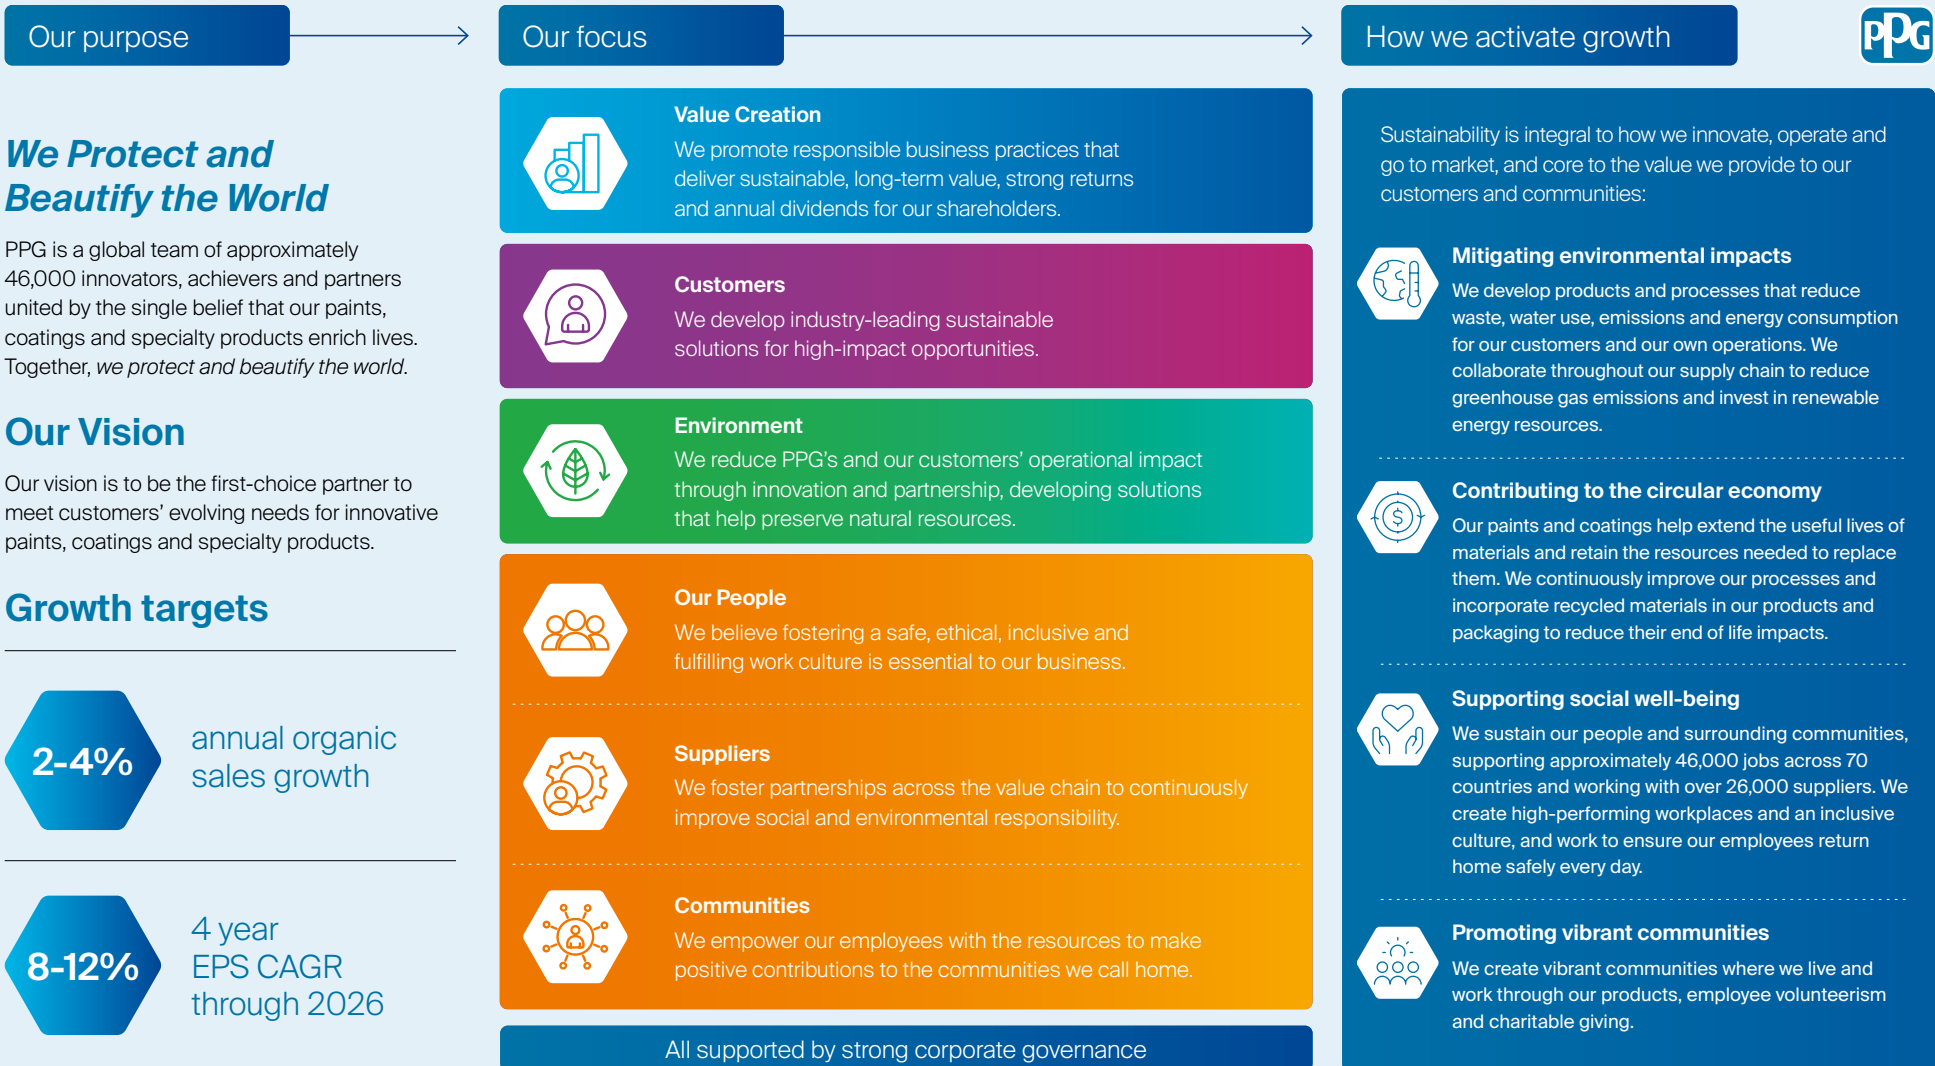 Our purpose
Our focus
How we activate growth
PPG
We Protect and
Beautify the World
PPG is a global team of approximately
46,000 innovators, achievers and partners
united by the single belief that our paints,
coatings and specialty products enrich lives.
Together, we protect and beautify the world.
Our Vision
Our vision is to be the first-choice partner to
meet customers’ evolving needs for innovative
paints, coatings and specialty products.
Growth targets
2-4%
annual organic
sales growth
8-12%
4 year
EPS CAGR
through 2026
Value Creation
We promote responsible business practices that
deliver sustainable, long-term value, strong returns
and annual dividends for our shareholders.
Customers
We develop industry-leading sustainable
solutions for high-impact opportunities.
Environment
We reduce PPG’s and our customers’ operational impact
through innovation and partnership, developing solutions
that help preserve natural resources.
Our People
We believe fostering a safe, ethical, inclusive and
fulfilling work culture is essential to our business.
Suppliers
We foster partnerships across the value chain to continuously
improve social and environmental responsibility.
Communities
We empower our employees with the resources to make
positive contributions to the communities we call home.
All supported by strong corporate governance
Sustainability is integral to how we innovate, operate and
go to market, and core to the value we provide to our
customers and communities:
Mitigating environmental impacts
We develop products and processes that reduce
waste, water use, emissions and energy consumption
for our customers and our own operations. We
collaborate throughout our supply chain to reduce
greenhouse gas emissions and invest in renewable
energy resources.
$
Contributing to the circular economy
Our paints and coatings help extend the useful lives of
materials and retain the resources needed to replace
them. We continuously improve our processes and
incorporate recycled materials in our products and
packaging to reduce their end of life impacts.
Supporting social well-being
We sustain our people and surrounding communities,
supporting approximately 46,000 jobs across 70
countries and working with over 26,000 suppliers. We
create high-performing workplaces and an inclusive
culture, and work to ensure our employees return
home safely every day.
Promoting vibrant communities
We create vibrant communities where we live and
work through our products, employee volunteerism
and charitable giving.